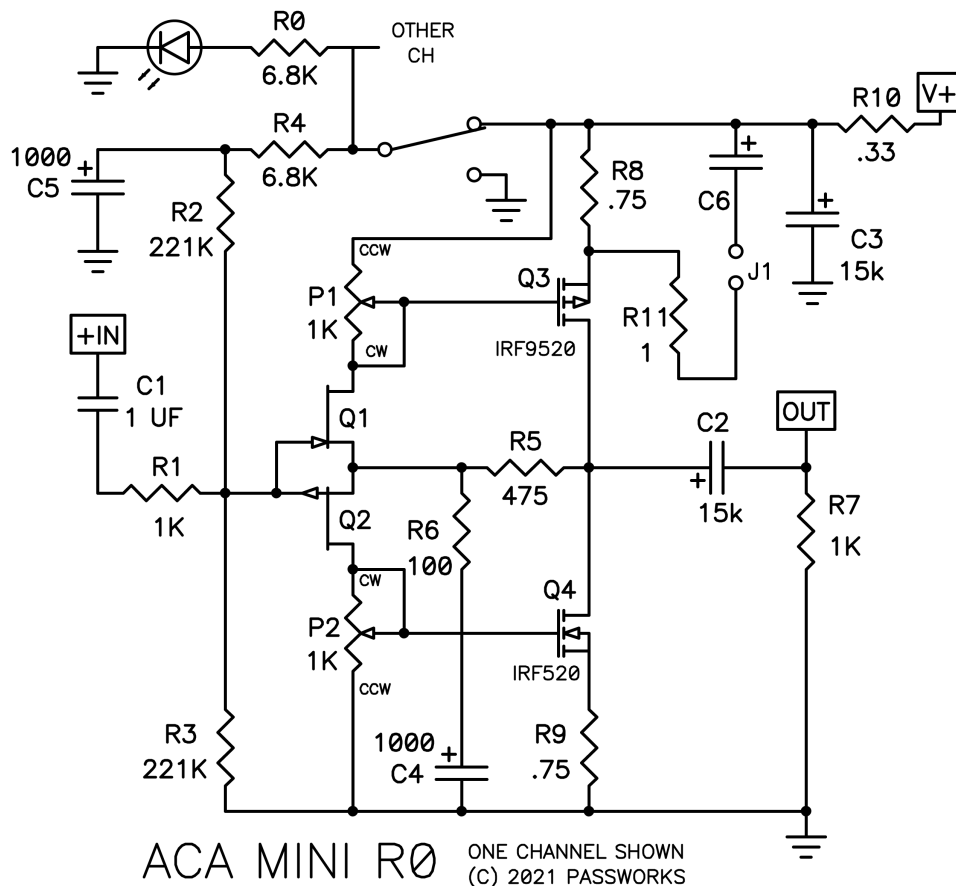 R0
6.8K
OTHER
CH
R4
6.8K
1000 +
C5
R2
221K
R10
.33
V+
R8
.75
+
C6
+
C3
15k
J1
CCW
P1
1K
CW
Q3
IRF9520
R11
1
+IN
C1
1 UF
R1
1K
Q1
Q2
R5
475
R6
100
C2
+
15k
OUT
R7
1K
CW
P2
1K
CCW
Q4
IRF520
R3
221K
1000 +
C4
R9
.75
ACA MINI R0
ONE CHANNEL SHOWN
(C) 2021 PASSWORKS